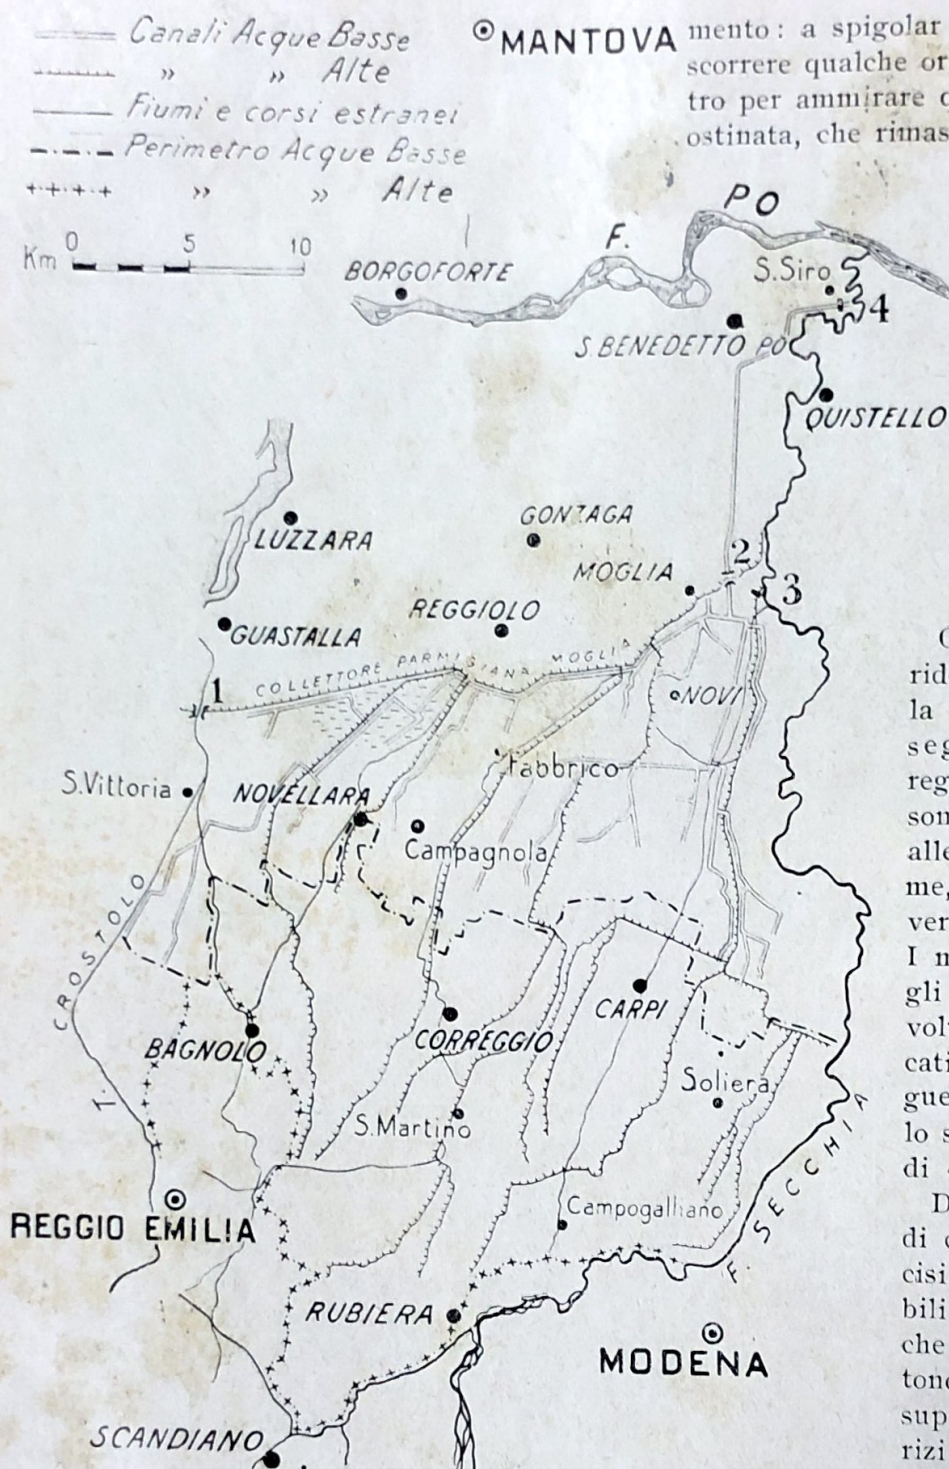 Canali Acque Basse
» » Alte
Fiumi e corsi estranei
Perimetro Acque Basse
» » Alte
Km 0 5 10
MANTOVA
mento: a spigolar
scorrere qualche or
tro per ammirare
ostinata, che rimas
F. PO
BORGOFORTE
S.Siro
4
S. BENEDETTO PO
QUISTELLO
LUZZARA
GONZAGA
2
MOGLIA
3
REGGIOLO
GUASTALLA
COLLETTORE PARMIGIANA MOGLIA
1
NOVI
Fabbrico
S.Vittoria
NOVELLARA
Campagnola
T. CROSTOLO
CARPI
BAGNOLO
CORREGGIO
Soliera
S.Martino
F. SECCHIA
Campogalliano
REGGIO EMILIA
RUBIERA
MODENA
SCANDIANO
rid
la
seg
reg
son
alle
me,
ver
I m
gli
vol
cati
gue
lo s
di
D
di c
cisi
bili
che
tono
sup
rizi